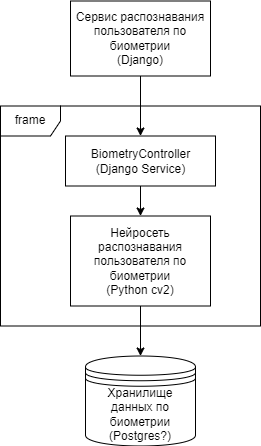 Сервис распознавания
пользователя по
биометрии
(Django)
frame
BiometryController
(Django Service)
Нейросеть
распознавания
пользователя по
биометрии
(Python cv2)
Хранилище
данных по
биометрии
(Postgres?)